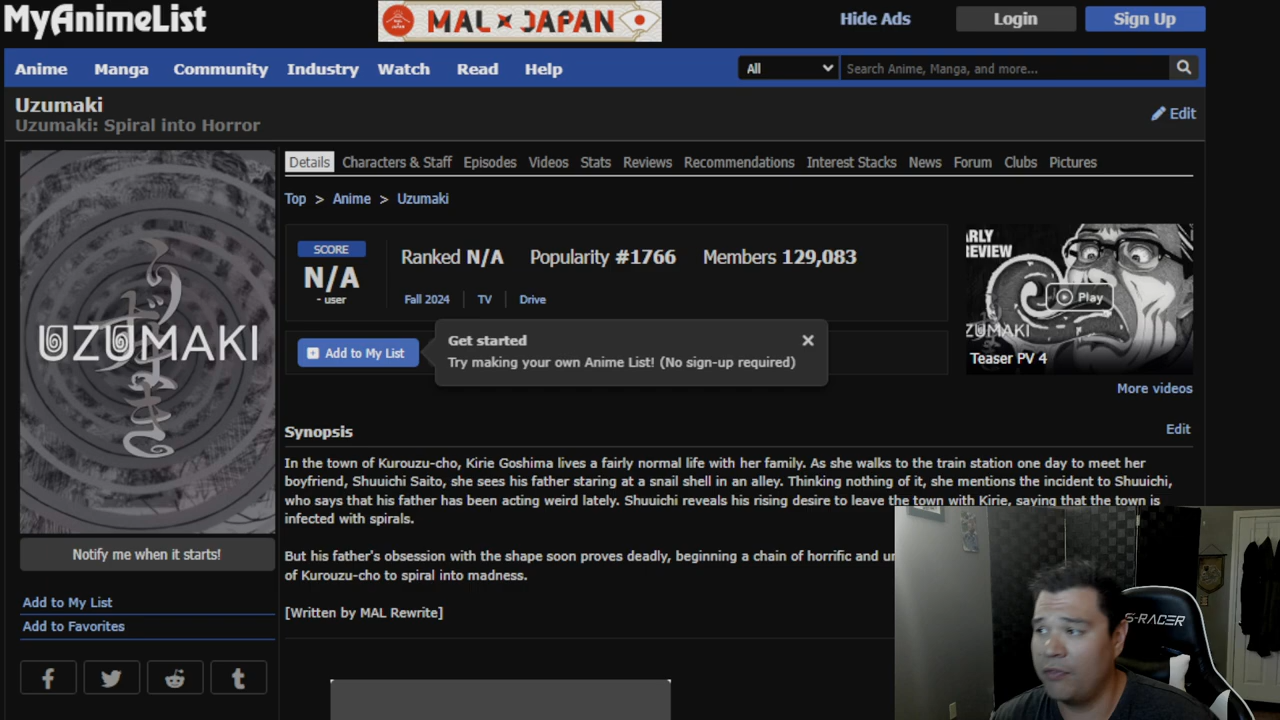 MyAnimeList
MAL × JAPAN
Hide Ads
Login
Sign Up
Anime Manga Community Industry Watch Read Help
All
Search Anime, Manga, and more...
Uzumaki
Uzumaki: Spiral into Horror
Edit
Details Characters & Staff Episodes Videos Stats Reviews Recommendations Interest Stacks News Forum Clubs Pictures
Top > Anime > Uzumaki
SCORE
N/A
- user
Ranked N/A Popularity #1766 Members 129,083
Fall 2024 TV Drive
Add to My List
Get started
Try making your own Anime List! (No sign-up required)
ARLY
REVIEW
Play
ZUMAKI
Teaser PV 4
More videos
うずまき
UZUMAKI
Synopsis
Edit
In the town of Kurouzu-cho, Kirie Goshima lives a fairly normal life with her family. As she walks to the train station one day to meet her
boyfriend, Shuuichi Saito, she sees his father staring at a snail shell in an alley. Thinking nothing of it, she mentions the incident to Shuuichi,
who says that his father has been acting weird lately. Shuuichi reveals his rising desire to leave the town with Kirie, saying that the town is
infected with spirals.
But his father's obsession with the shape soon proves deadly, beginning a chain of horrific and
of Kurouzu-cho to spiral into madness.
[Written by MAL Rewrite]
Notify me when it starts!
Add to My List
Add to Favorites
S-RACER